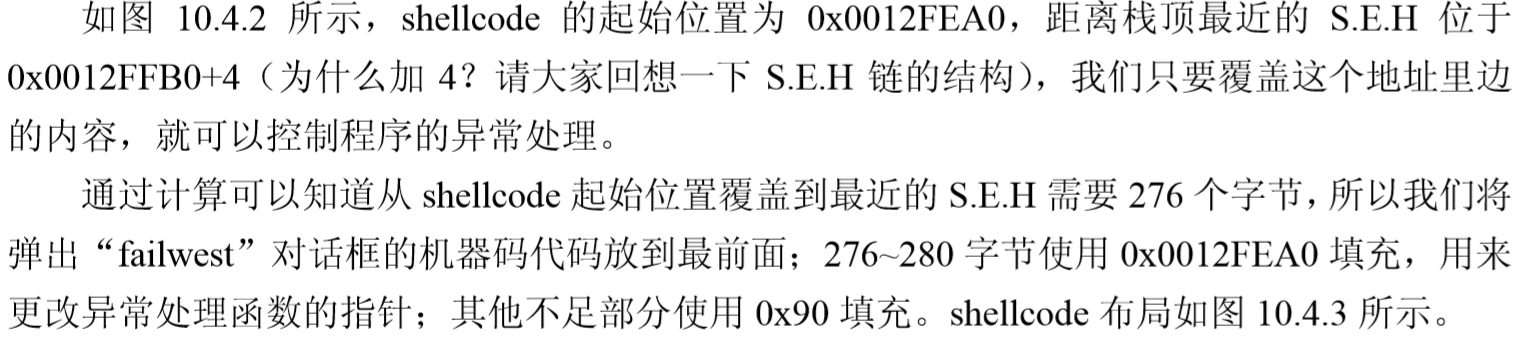 如图 10.4.2 所示，shellcode 的起始位置为 0x0012FEA0，距离栈顶最近的 S.E.H 位于
0x0012FFB0+4（为什么加 4？请大家回想一下 S.E.H 链的结构），我们只要覆盖这个地址里边
的内容，就可以控制程序的异常处理。
通过计算可以知道从 shellcode 起始位置覆盖到最近的 S.E.H 需要 276 个字节，所以我们将
弹出“failwest”对话框的机器码代码放到最前面；276~280 字节使用 0x0012FEA0 填充，用来
更改异常处理函数的指针；其他不足部分使用 0x90 填充。shellcode 布局如图 10.4.3 所示。